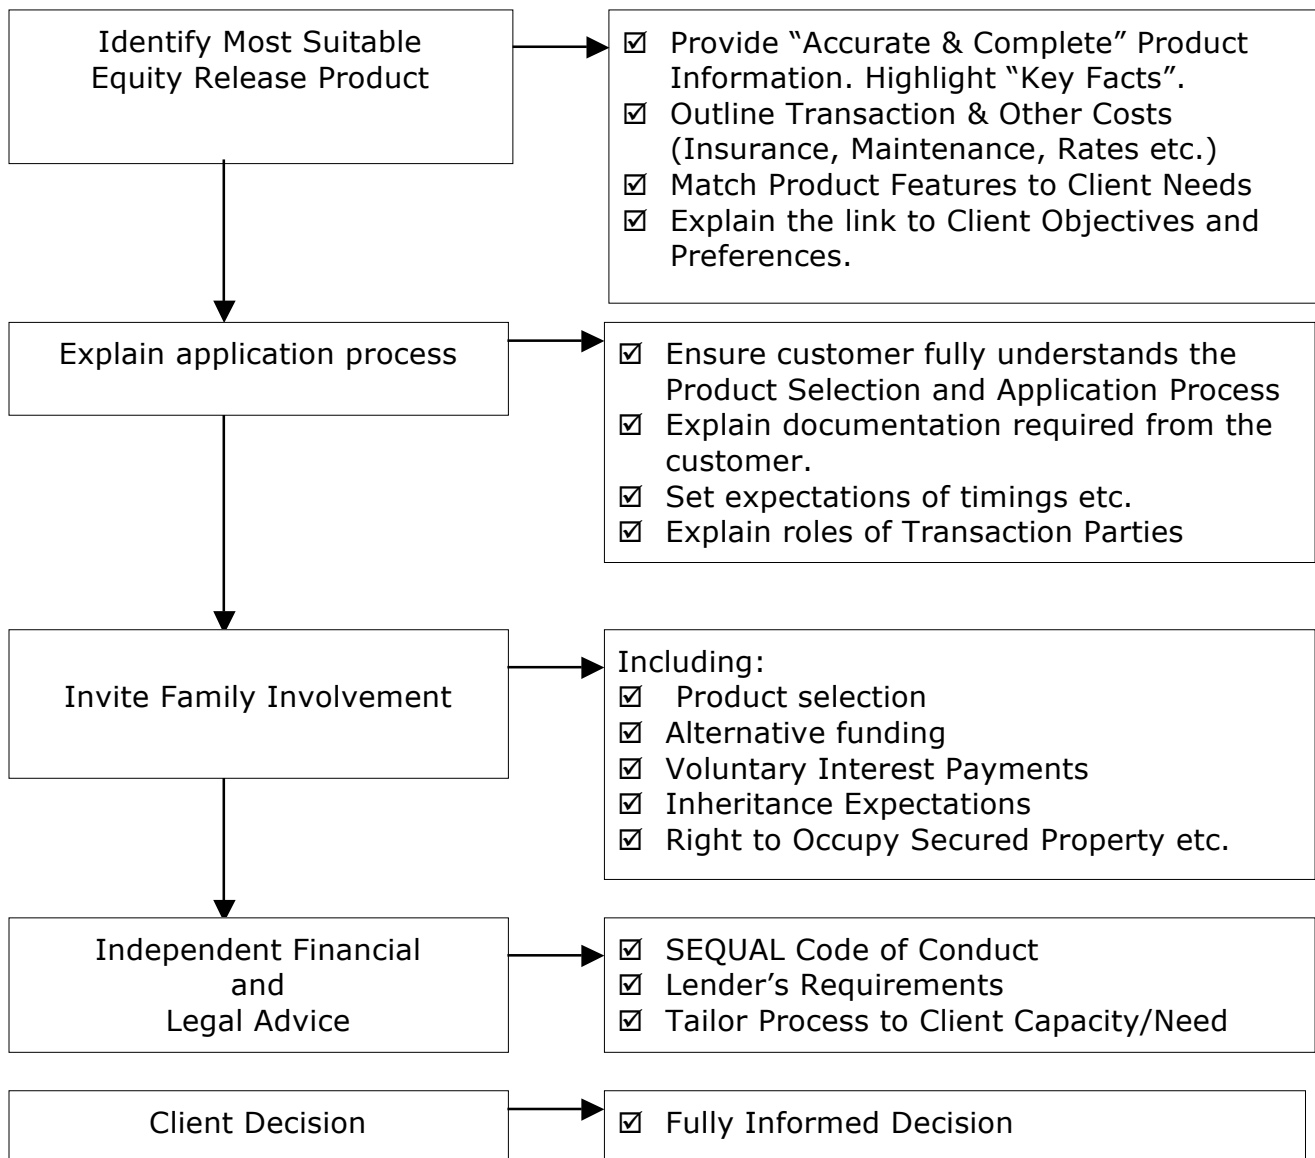 Identify Most Suitable
Equity Release Product
☑ Provide “Accurate & Complete” Product
Information. Highlight “Key Facts”.
☑ Outline Transaction & Other Costs
(Insurance, Maintenance, Rates etc.)
☑ Match Product Features to Client Needs
☑ Explain the link to Client Objectives and
Preferences.
Explain application process
☑ Ensure customer fully understands the
Product Selection and Application Process
☑ Explain documentation required from the
customer.
☑ Set expectations of timings etc.
☑ Explain roles of Transaction Parties
Invite Family Involvement
Including:
☑ Product selection
☑ Alternative funding
☑ Voluntary Interest Payments
☑ Inheritance Expectations
☑ Right to Occupy Secured Property etc.
Independent Financial
and
Legal Advice
☑ SEQUAL Code of Conduct
☑ Lender’s Requirements
☑ Tailor Process to Client Capacity/Need
Client Decision
☑ Fully Informed Decision